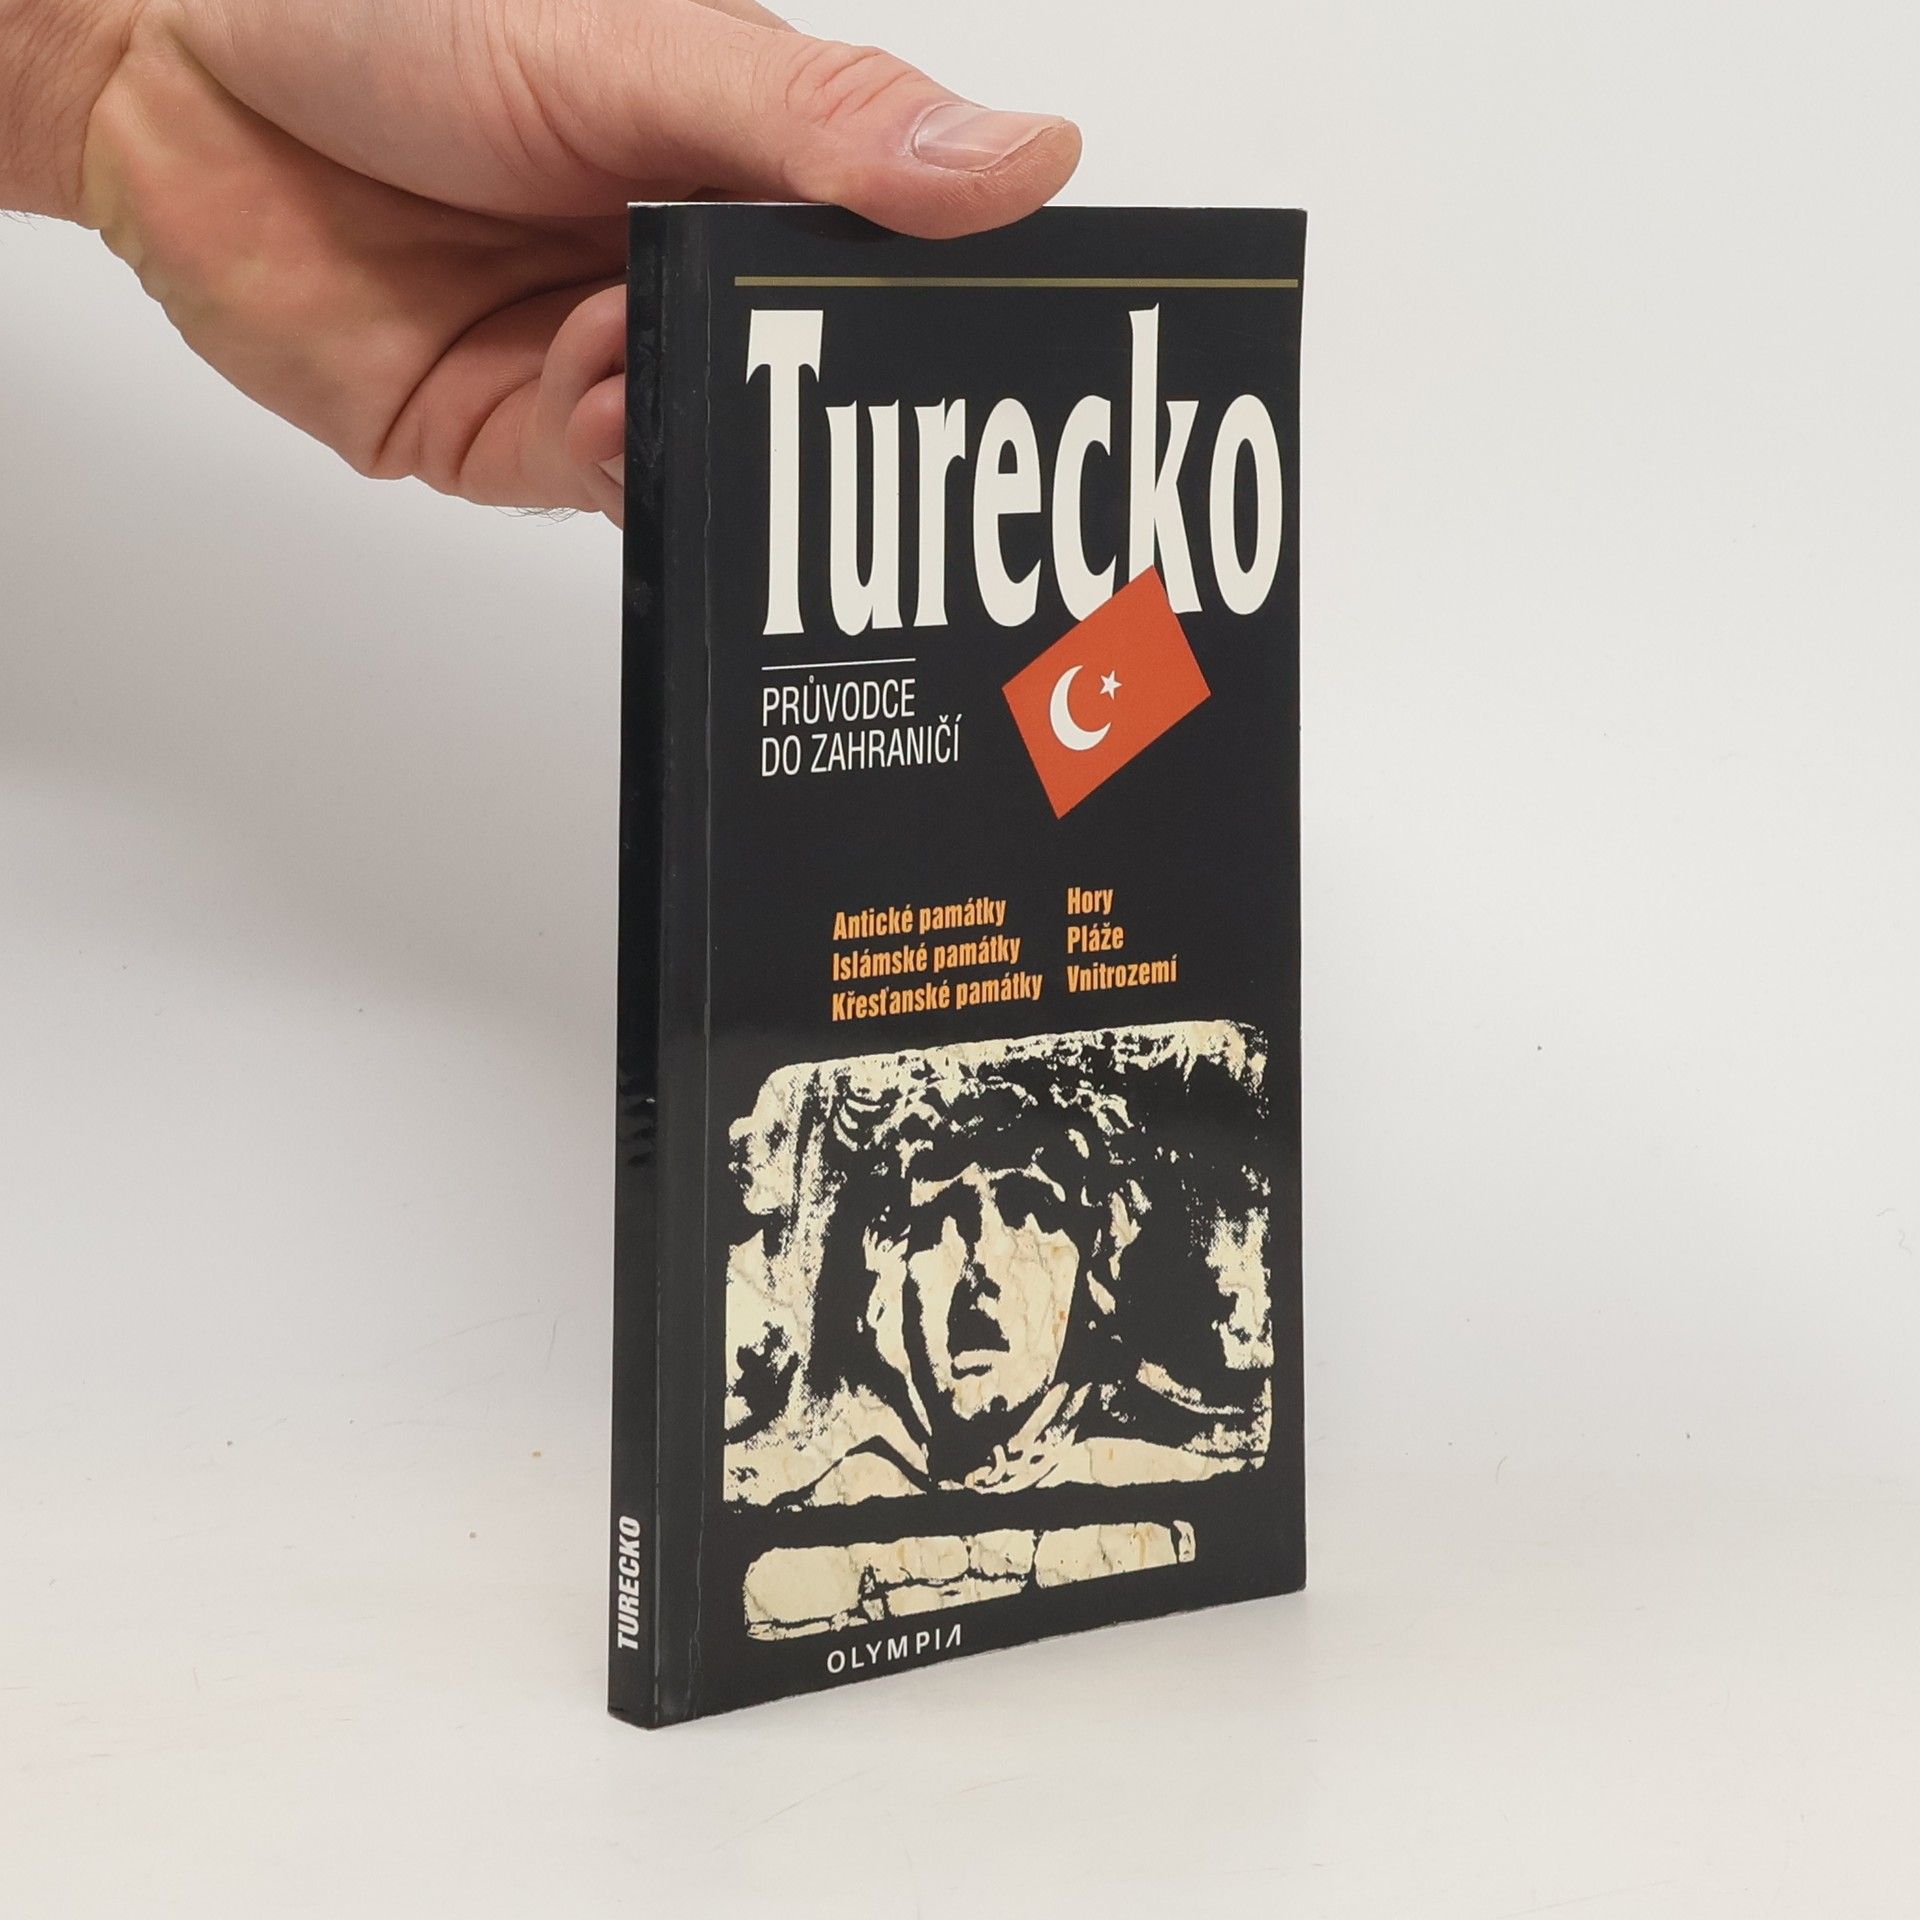 Turecko
PRŮVODCE
DO ZAHRANIČÍ
Antické památky
Islámské památky
Křesťanské památky
Hory
Pláže
Vnitrozemí
OLYMPIA
TURECKO